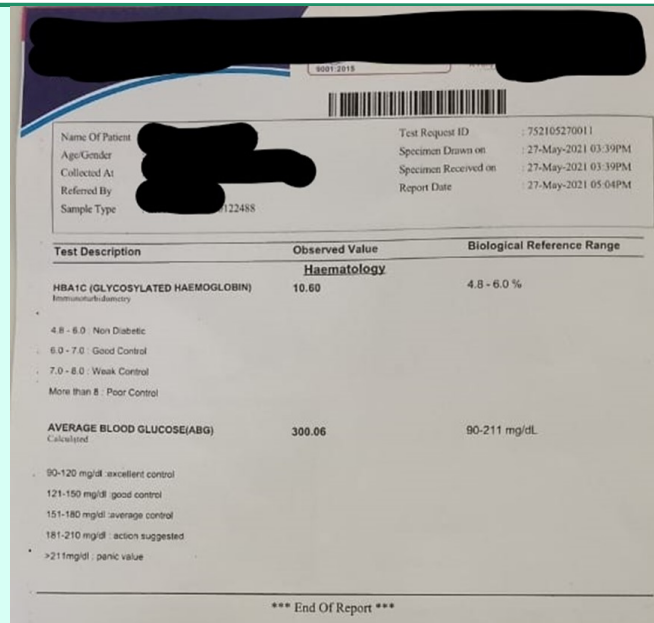 9001:2015
Name Of Patient
Test Request ID : 752105270011
Age/Gender
Specimen Drawn on : 27-May-2021 03:39PM
Collected At
Specimen Received on : 27-May-2021 03:39PM
Referred By
Report Date : 27-May-2021 05:04PM
Sample Type 122488
Test Description Observed Value Biological Reference Range
Haematology
HBA1C (GLYCOSYLATED HAEMOGLOBIN) 10.60 4.8 - 6.0 %
Immunoturbidometry
4.8 - 6.0 : Non Diabetic
6.0 - 7.0 : Good Control
7.0 - 8.0 : Weak Control
More than 8 : Poor Control
AVERAGE BLOOD GLUCOSE(ABG) 300.06 90-211 mg/dL
Calculated
90-120 mg/dl :excellent control
121-150 mg/dl :good control
151-180 mg/dl :average control
181-210 mg/dl : action suggested
>211mg/dl : panic value
*** End Of Report ***